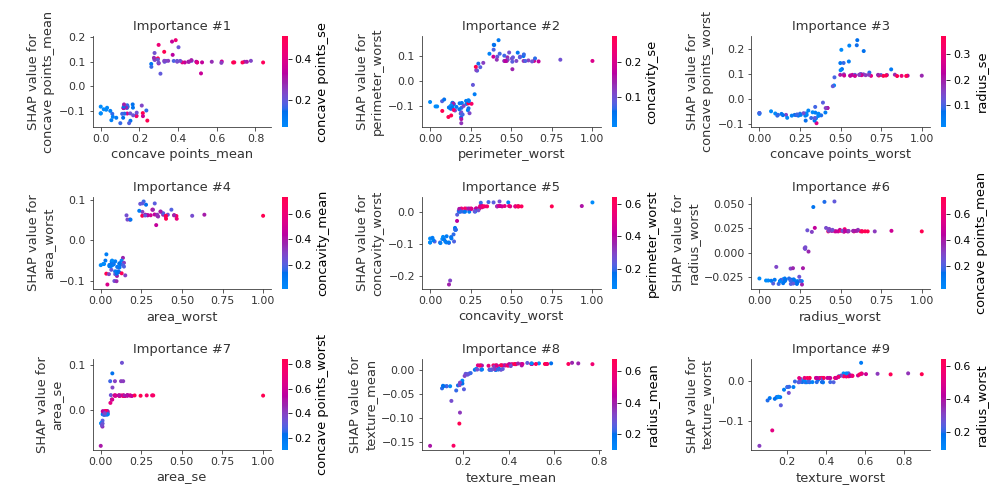 Importance #1
SHAP value for
concave points_mean
0.2
0.1
0.0
−0.1
0.0
0.2
0.4
0.6
0.8
concave points_mean
0.4
0.2
concave points_se
Importance #2
SHAP value for
perimeter_worst
0.1
0.0
−0.1
0.00
0.25
0.50
0.75
1.00
perimeter_worst
0.2
0.1
concavity_se
Importance #3
SHAP value for
concave points_worst
0.2
0.1
0.0
−0.1
0.00
0.25
0.50
0.75
1.00
concave points_worst
0.3
0.2
0.1
radius_se
Importance #4
SHAP value for
area_worst
0.1
0.0
−0.1
0.00
0.25
0.50
0.75
1.00
area_worst
0.6
0.4
0.2
concavity_mean
Importance #5
SHAP value for
concavity_worst
0.0
−0.1
−0.2
0.00
0.25
0.50
0.75
1.00
concavity_worst
0.6
0.4
0.2
perimeter_worst
Importance #6
SHAP value for
radius_worst
0.050
0.025
0.000
−0.025
0.00
0.25
0.50
0.75
1.00
radius_worst
0.6
0.4
0.2
concave points_mean
Importance #7
SHAP value for
area_se
0.1
0.0
0.00
0.25
0.50
0.75
1.00
area_se
0.8
0.6
0.4
0.2
concave points_worst
Importance #8
SHAP value for
texture_mean
0.00
−0.05
−0.10
−0.15
0.2
0.4
0.6
0.8
texture_mean
0.6
0.4
0.2
radius_mean
Importance #9
SHAP value for
texture_worst
0.0
−0.1
0.2
0.4
0.6
0.8
texture_worst
0.6
0.4
0.2
radius_worst